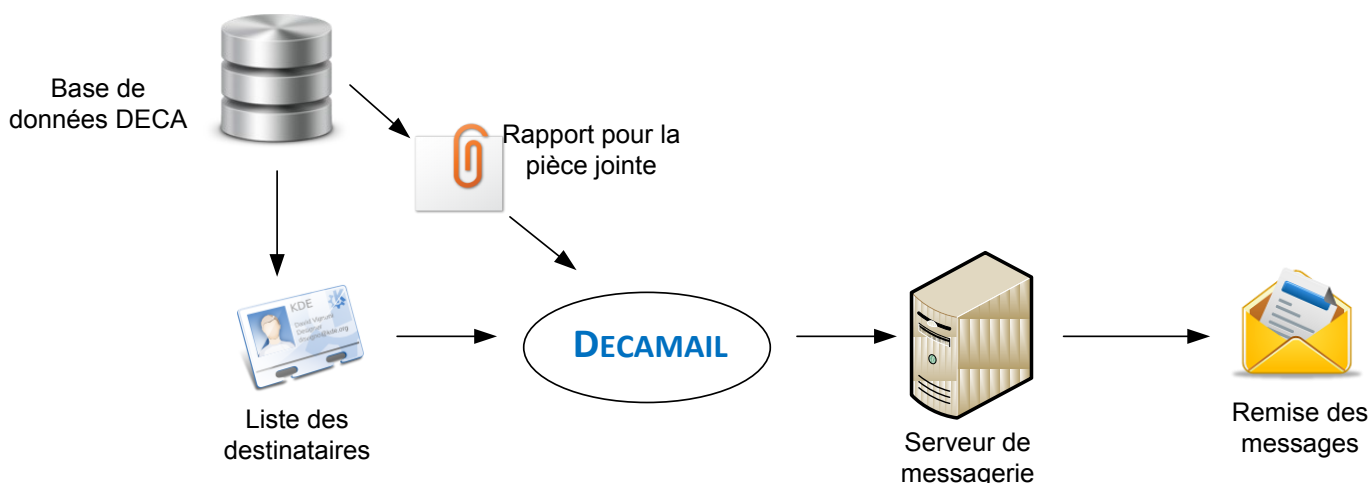 Base de
données DECA
Rapport pour la
pièce jointe
KDE
DECAMAIL
Liste des
destinataires
Serveur de
messagerie
Remise des
messages